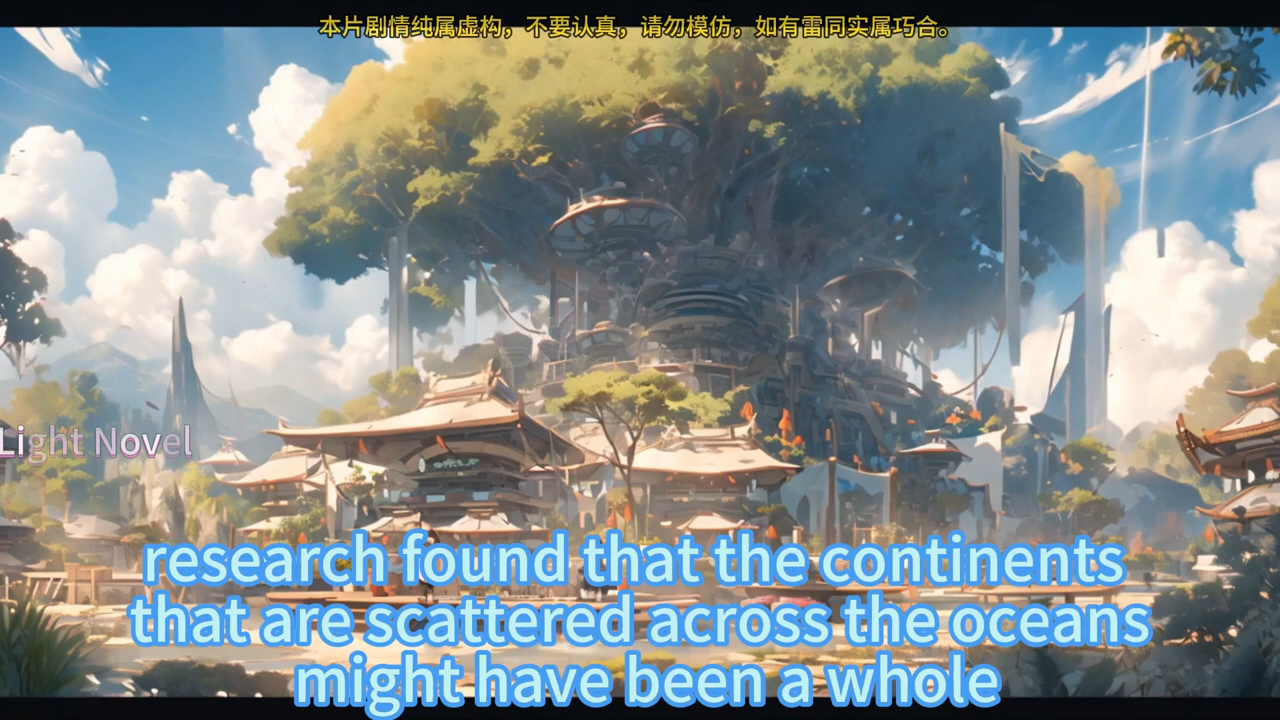 本片剧情纯属虚构，不要认真，请勿模仿，如有雷同实属巧合。
Light Novel
research found that the continents
that are scattered across the oceans
might have been a whole